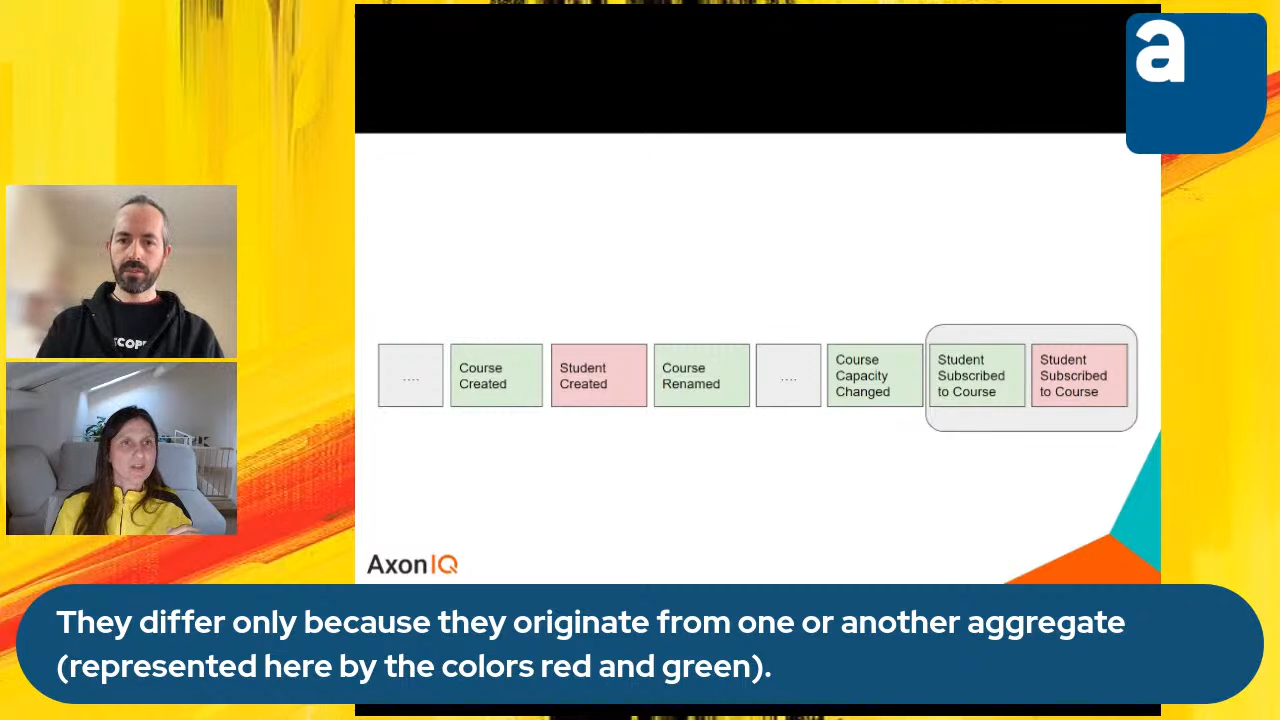 a
SCOPE
....
Course
Created
Student
Created
Course
Renamed
....
Course
Capacity
Changed
Student
Subscribed
to Course
Student
Subscribed
to Course
AxonIQ
They differ only because they originate from one or another aggregate
(represented here by the colors red and green).